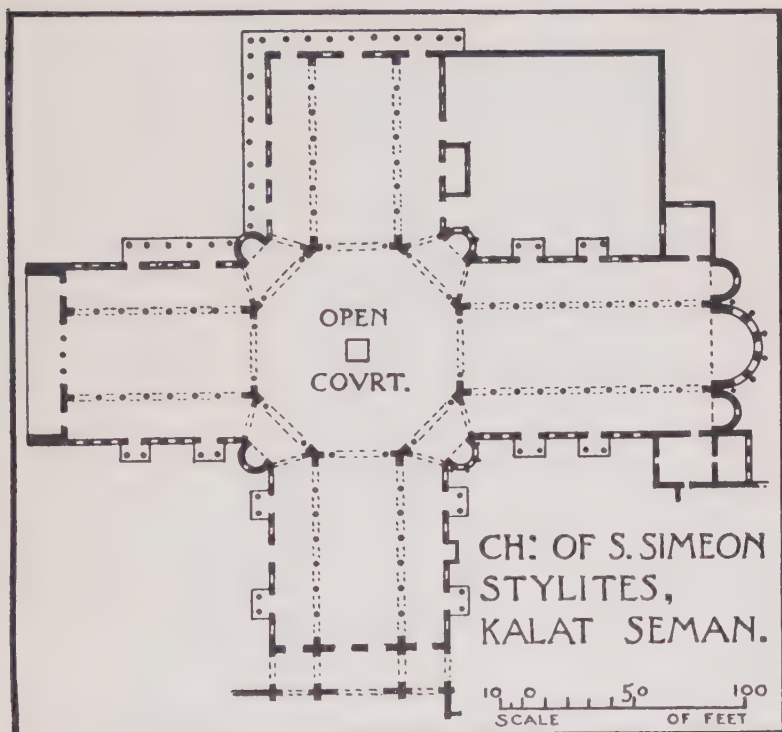 OPEN
COVRT.
CH: OF S. SIMEON
STYLITES,
KALAT SEMAN.
10 0 50 100
SCALE OF FEET